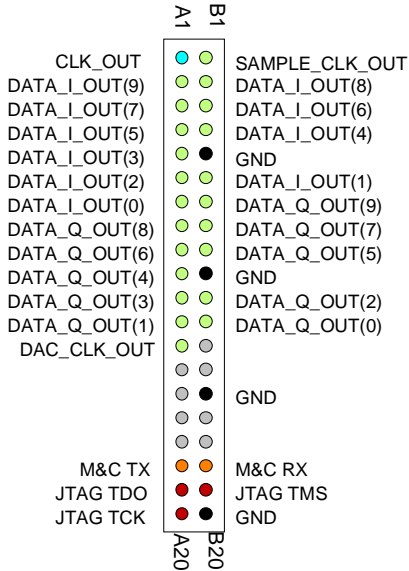 A1 B1
CLK_OUT SAMPLE_CLK_OUT
DATA_I_OUT(9) DATA_I_OUT(8)
DATA_I_OUT(7) DATA_I_OUT(6)
DATA_I_OUT(5) DATA_I_OUT(4)
DATA_I_OUT(3) GND
DATA_I_OUT(2) DATA_I_OUT(1)
DATA_I_OUT(0) DATA_Q_OUT(9)
DATA_Q_OUT(8) DATA_Q_OUT(7)
DATA_Q_OUT(6) DATA_Q_OUT(5)
DATA_Q_OUT(4) GND
DATA_Q_OUT(3) DATA_Q_OUT(2)
DATA_Q_OUT(1) DATA_Q_OUT(0)
DAC_CLK_OUT
GND
M&C TX M&C RX
JTAG TDO JTAG TMS
JTAG TCK GND
A20 B20